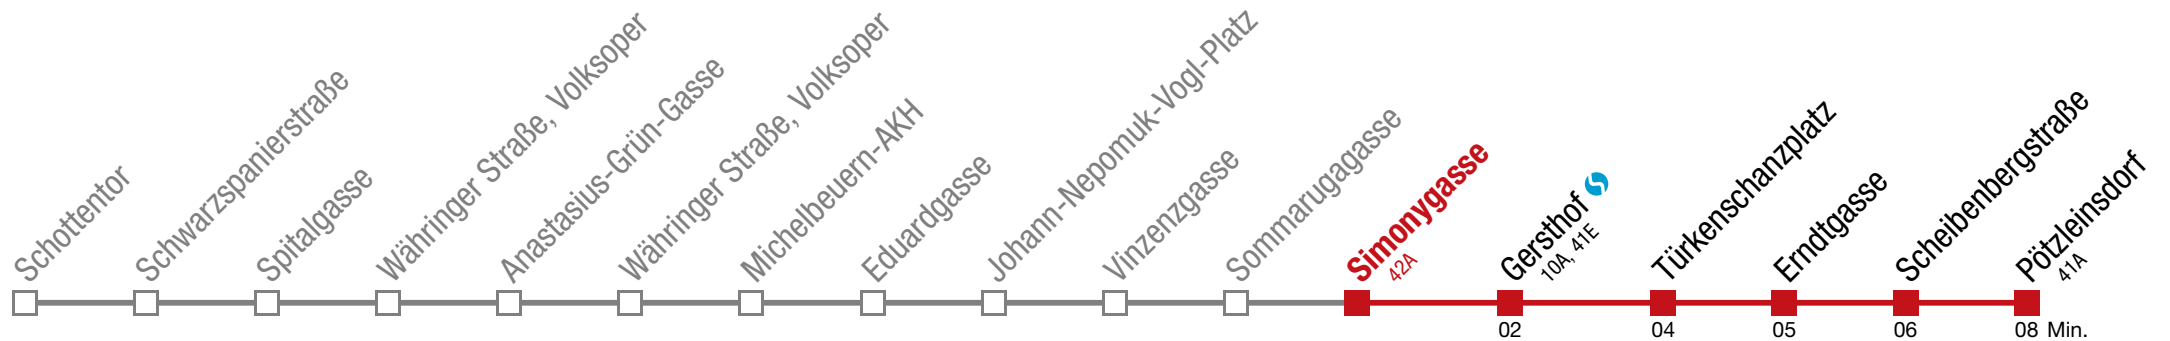 Schottentor
Schwarzspanierstraße
Spitalgasse
Währinger Straße, Volksoper
Anastasius-Grün-Gasse
Währinger Straße, Volksoper
Michelbeuern-AKH
Eduardgasse
Johann-Nepomuk-Vogl-Platz
Vinzenzgasse
Sommarugagasse
Simonygasse
42A
Gersthof
10A, 41E
Türkenschanzplatz
Erndtgasse
Scheibenbergstraße
Pötzleinsdorf
41A
02 04 05 06 08 Min.